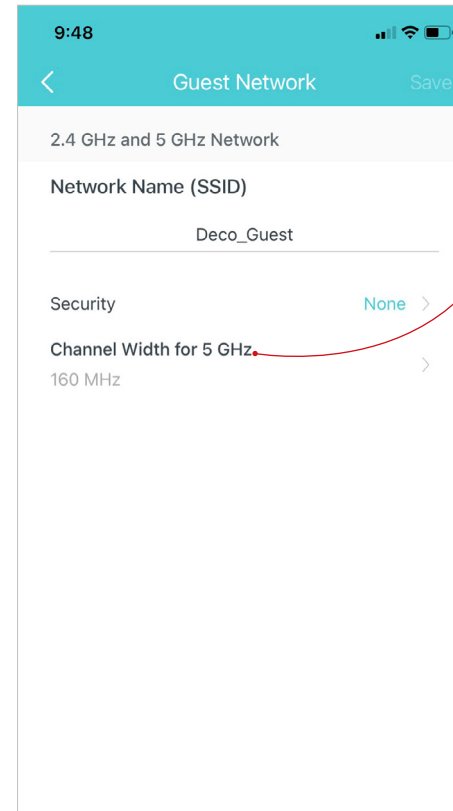 9:48
Guest Network
Save
2.4 GHz and 5 GHz Network
Network Name (SSID)
Deco_Guest
Security
None
Channel Width for 5 GHz
160 MHz